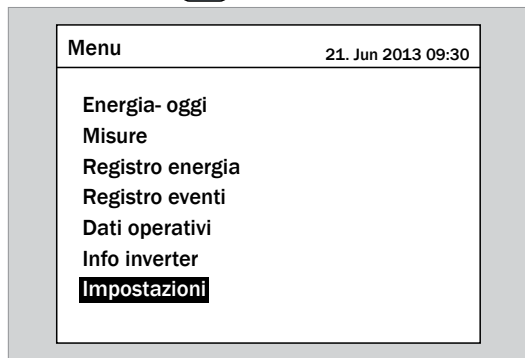 Menu
21. Jun 2013 09:30
Energia- oggi
Misure
Registro energia
Registro eventi
Dati operativi
Info inverter
Impostazioni